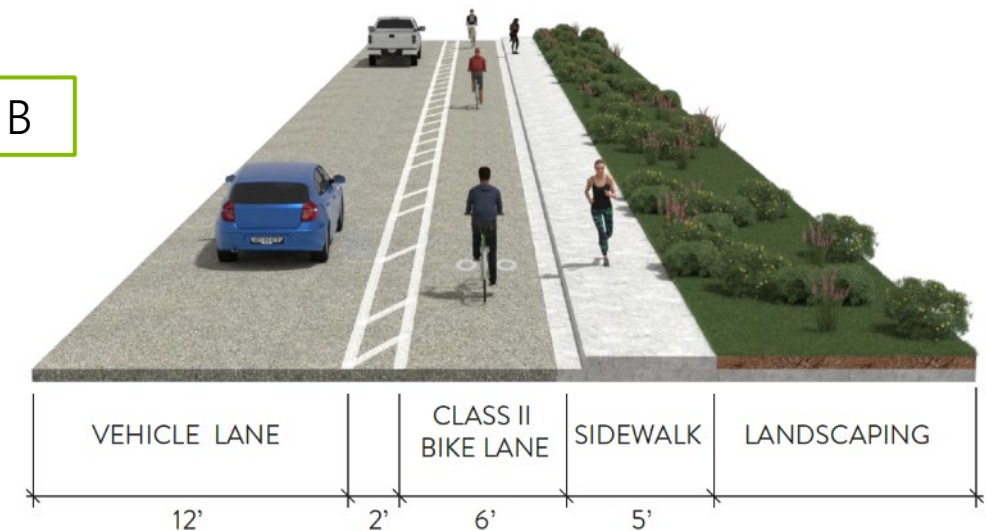 B
VEHICLE LANE
CLASS II
BIKE LANE
SIDEWALK
LANDSCAPING
12’
2’
6’
5’